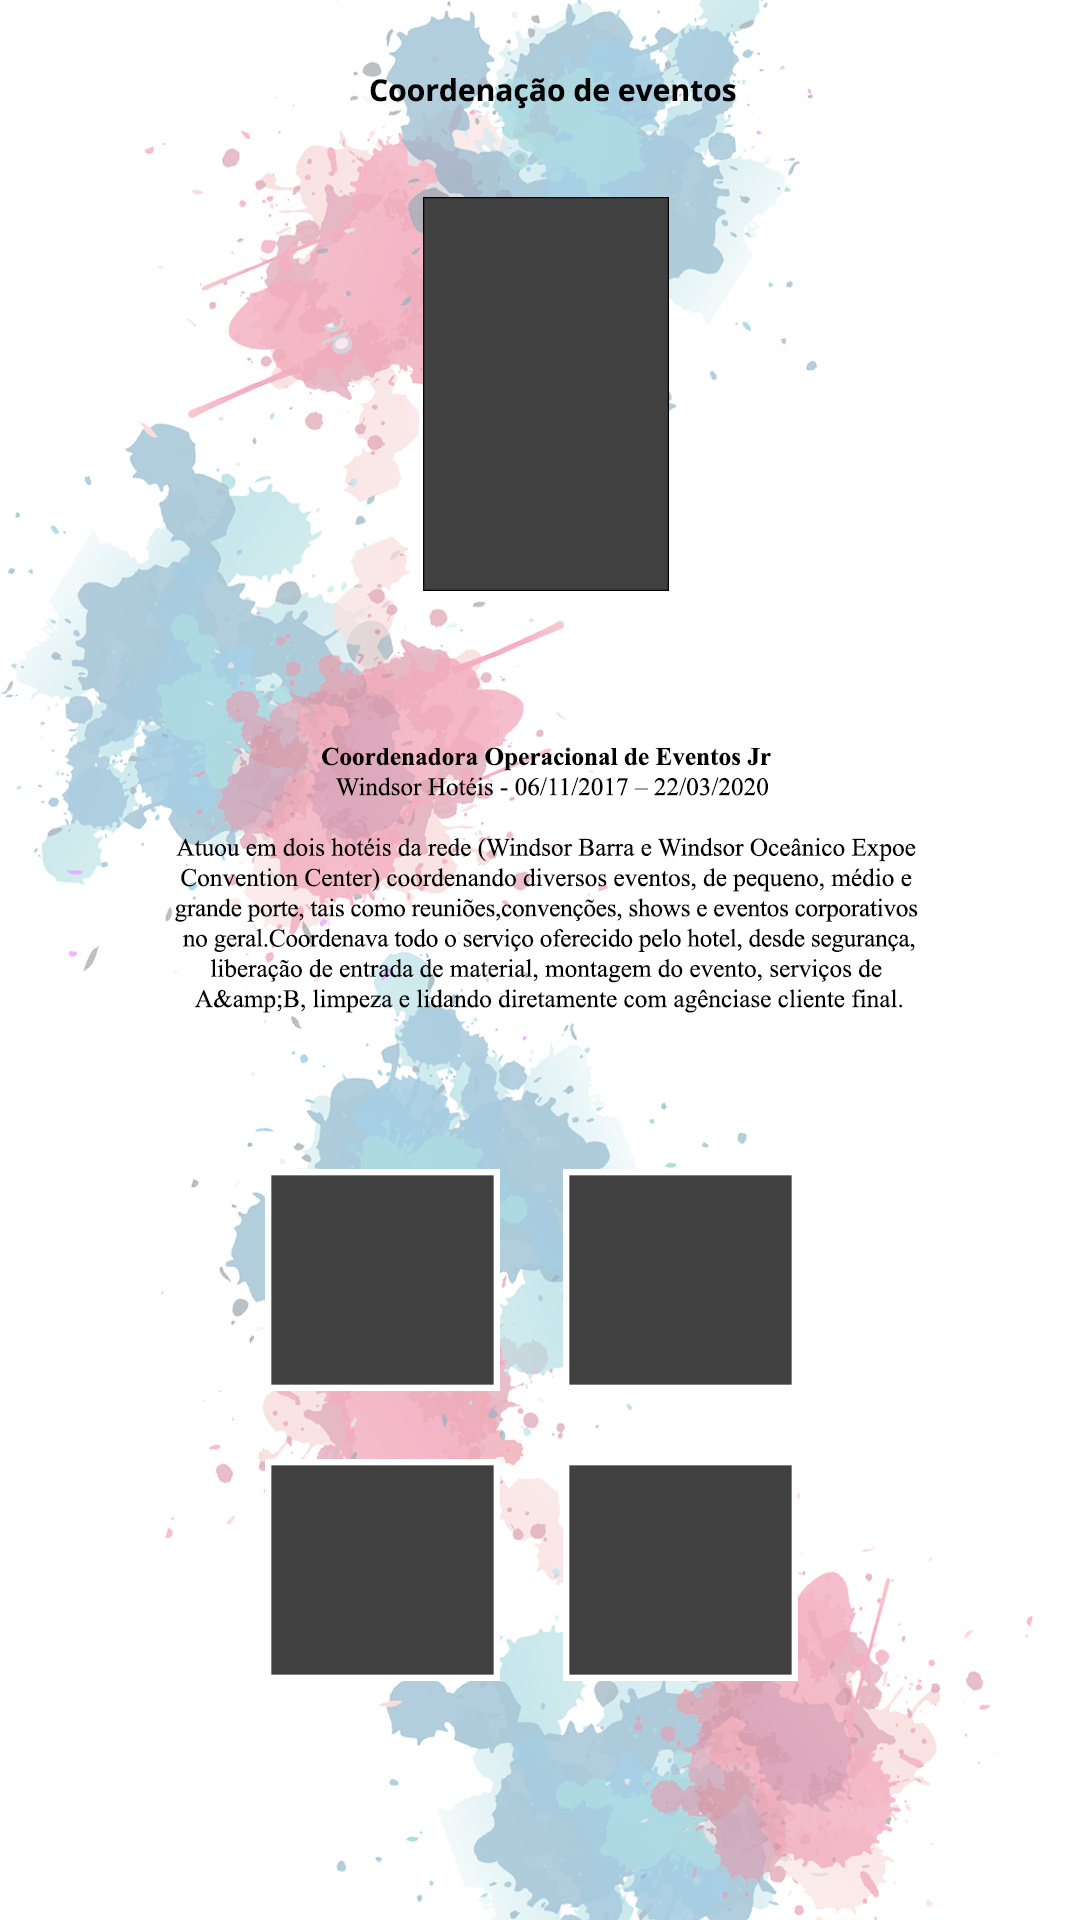 Coordenação de eventos
Coordenadora Operacional de Eventos Jr
Windsor Hotéis - 06/11/2017 – 22/03/2020
Atuou em dois hotéis da rede (Windsor Barra e Windsor Oceânico Expoe
Convention Center) coordenando diversos eventos, de pequeno, médio e
grande porte, tais como reuniões,convenções, shows e eventos corporativos
no geral.Coordenava todo o serviço oferecido pelo hotel, desde segurança,
liberação de entrada de material, montagem do evento, serviços de
A&amp;B, limpeza e lidando diretamente com agênciase cliente final.